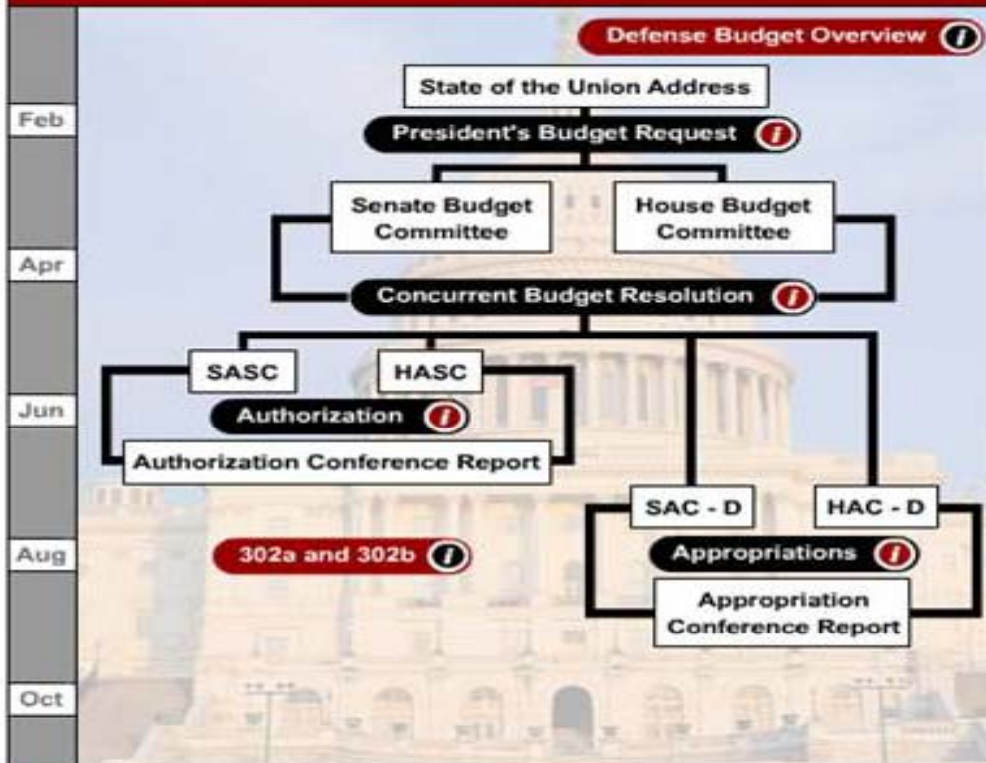 Defense Budget Overview i
State of the Union Address
Feb
President's Budget Request i
Senate Budget
Committee
House Budget
Committee
Apr
Concurrent Budget Resolution i
SASC
HASC
Jun
Authorization i
Authorization Conference Report
SAC - D
HAC - D
Aug
302a and 302b i
Appropriations i
Appropriation
Conference Report
Oct